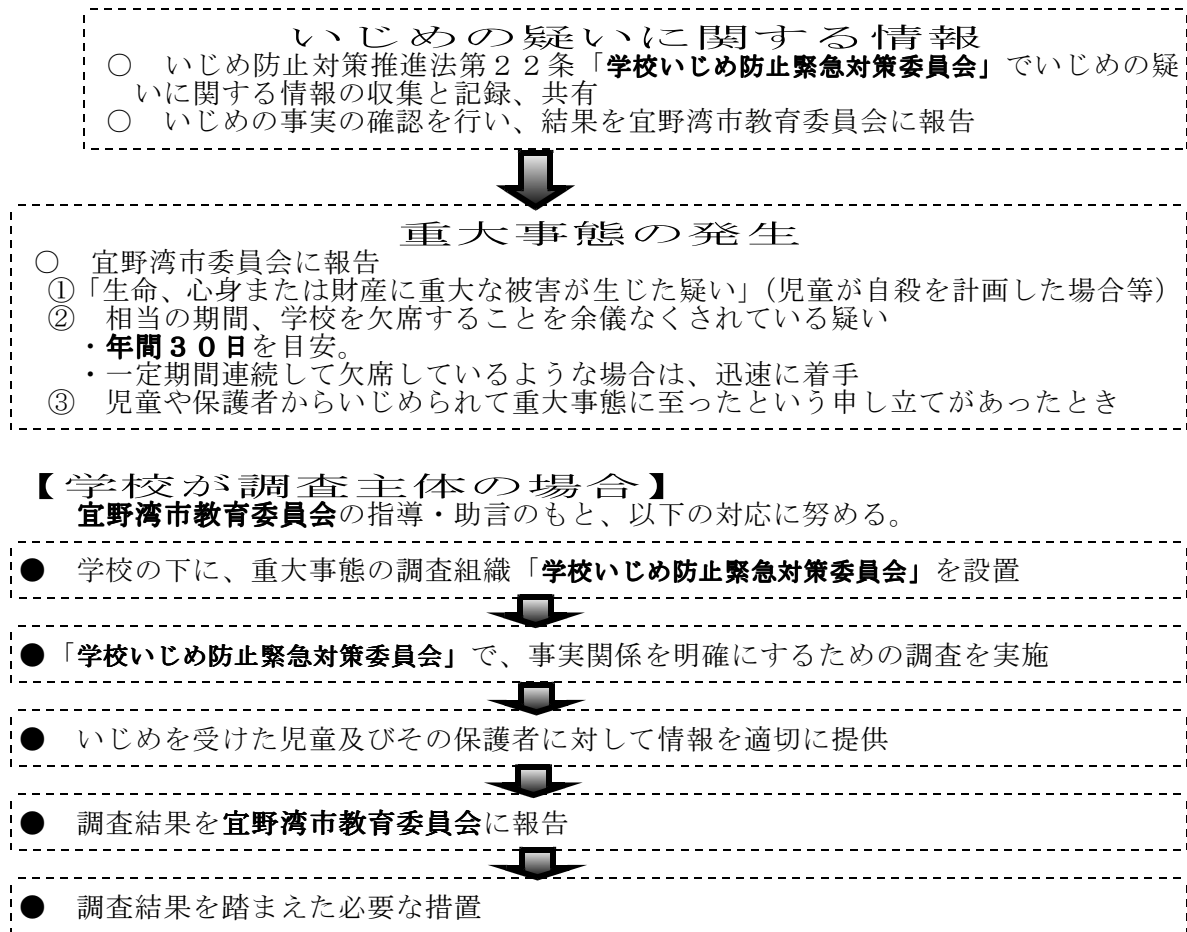 いじめの疑いに関する情報
○　いじめ防止対策推進法第２２条「学校いじめ防止緊急対策委員会」でいじめの疑
いに関する情報の収集と記録、共有
○　いじめの事実の確認を行い、結果を宜野湾市教育委員会に報告
重大事態の発生
○　宜野湾市委員会に報告
①「生命、心身または財産に重大な被害が生じた疑い」（児童が自殺を計画した場合等）
②　相当の期間、学校を欠席することを余儀なくされている疑い
・年間３０日を目安。
・一定期間連続して欠席しているような場合は、迅速に着手
③　児童や保護者からいじめられて重大事態に至ったという申し立てがあったとき
【学校が調査主体の場合】
宜野湾市教育委員会の指導・助言のもと、以下の対応に努める。
●　学校の下に、重大事態の調査組織「学校いじめ防止緊急対策委員会」を設置
●「学校いじめ防止緊急対策委員会」で、事実関係を明確にするための調査を実施
●　いじめを受けた児童及びその保護者に対して情報を適切に提供
●　調査結果を宜野湾市教育委員会に報告
●　調査結果を踏まえた必要な措置